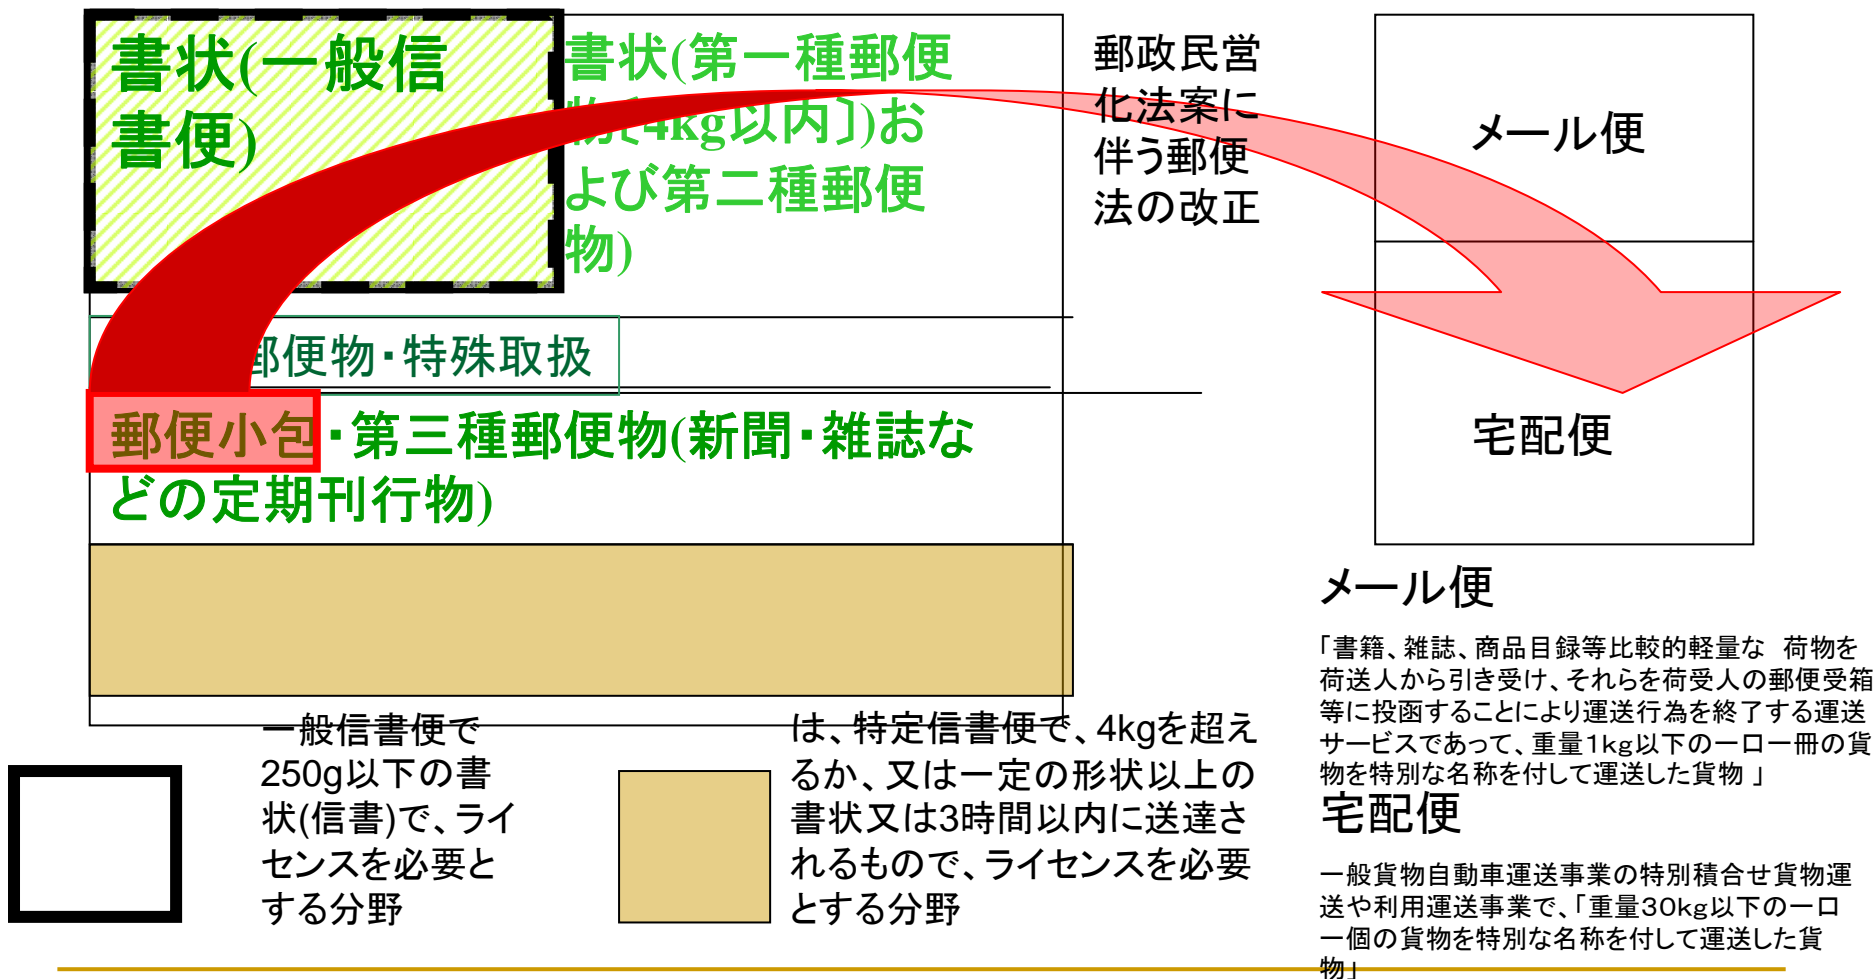 書状(一般信
書便)
書状(第一種郵便
物〔4kg以内〕)お
よび第二種郵便
物)
郵政民営
化法案に
伴う郵便
法の改正
メール便
郵便物・特殊取扱
郵便小包・第三種郵便物(新聞・雑誌な
どの定期刊行物)
宅配便
一般信書便で
250g以下の書
状(信書)で、ライ
センスを必要と
する分野
は、特定信書便で、4kgを超え
るか、又は一定の形状以上の
書状又は3時間以内に送達さ
れるもので、ライセンスを必要
とする分野
メール便
「書籍、雑誌、商品目録等比較的軽量な　荷物を
荷送人から引き受け、それらを荷受人の郵便受箱
等に投函することにより運送行為を終了する運送
サービスであって、重量1kg以下の一口一冊の貨
物を特別な名称を付して運送した貨物 」
宅配便
一般貨物自動車運送事業の特別積合せ貨物運
送や利用運送事業で、「重量30kg以下の一口
一個の貨物を特別な名称を付して運送した貨
物」